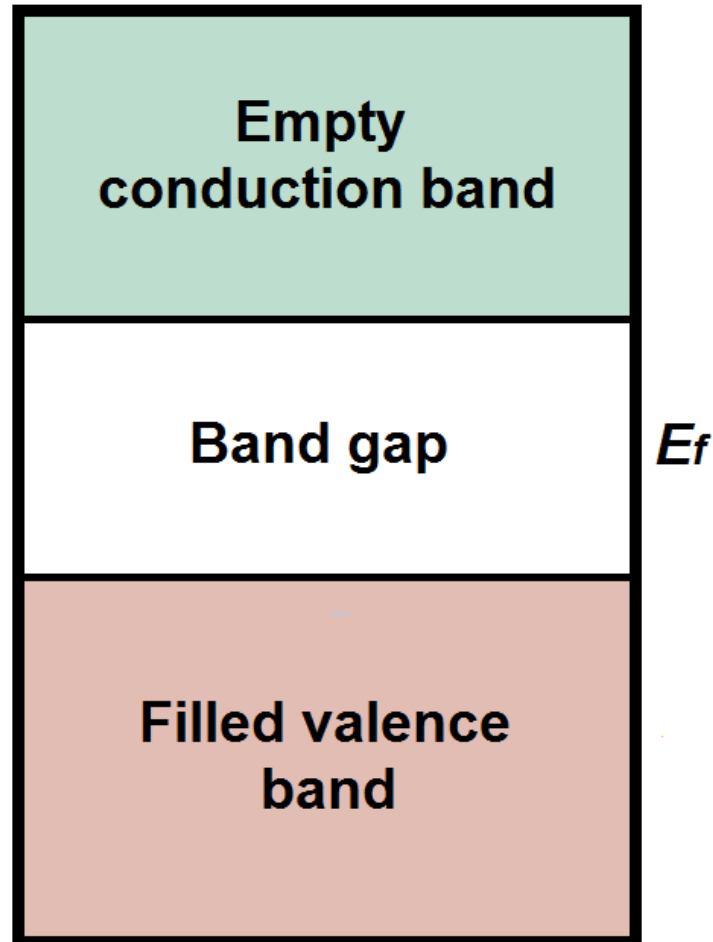 Empty
conduction band
Band gap
Ef
Filled valence
band